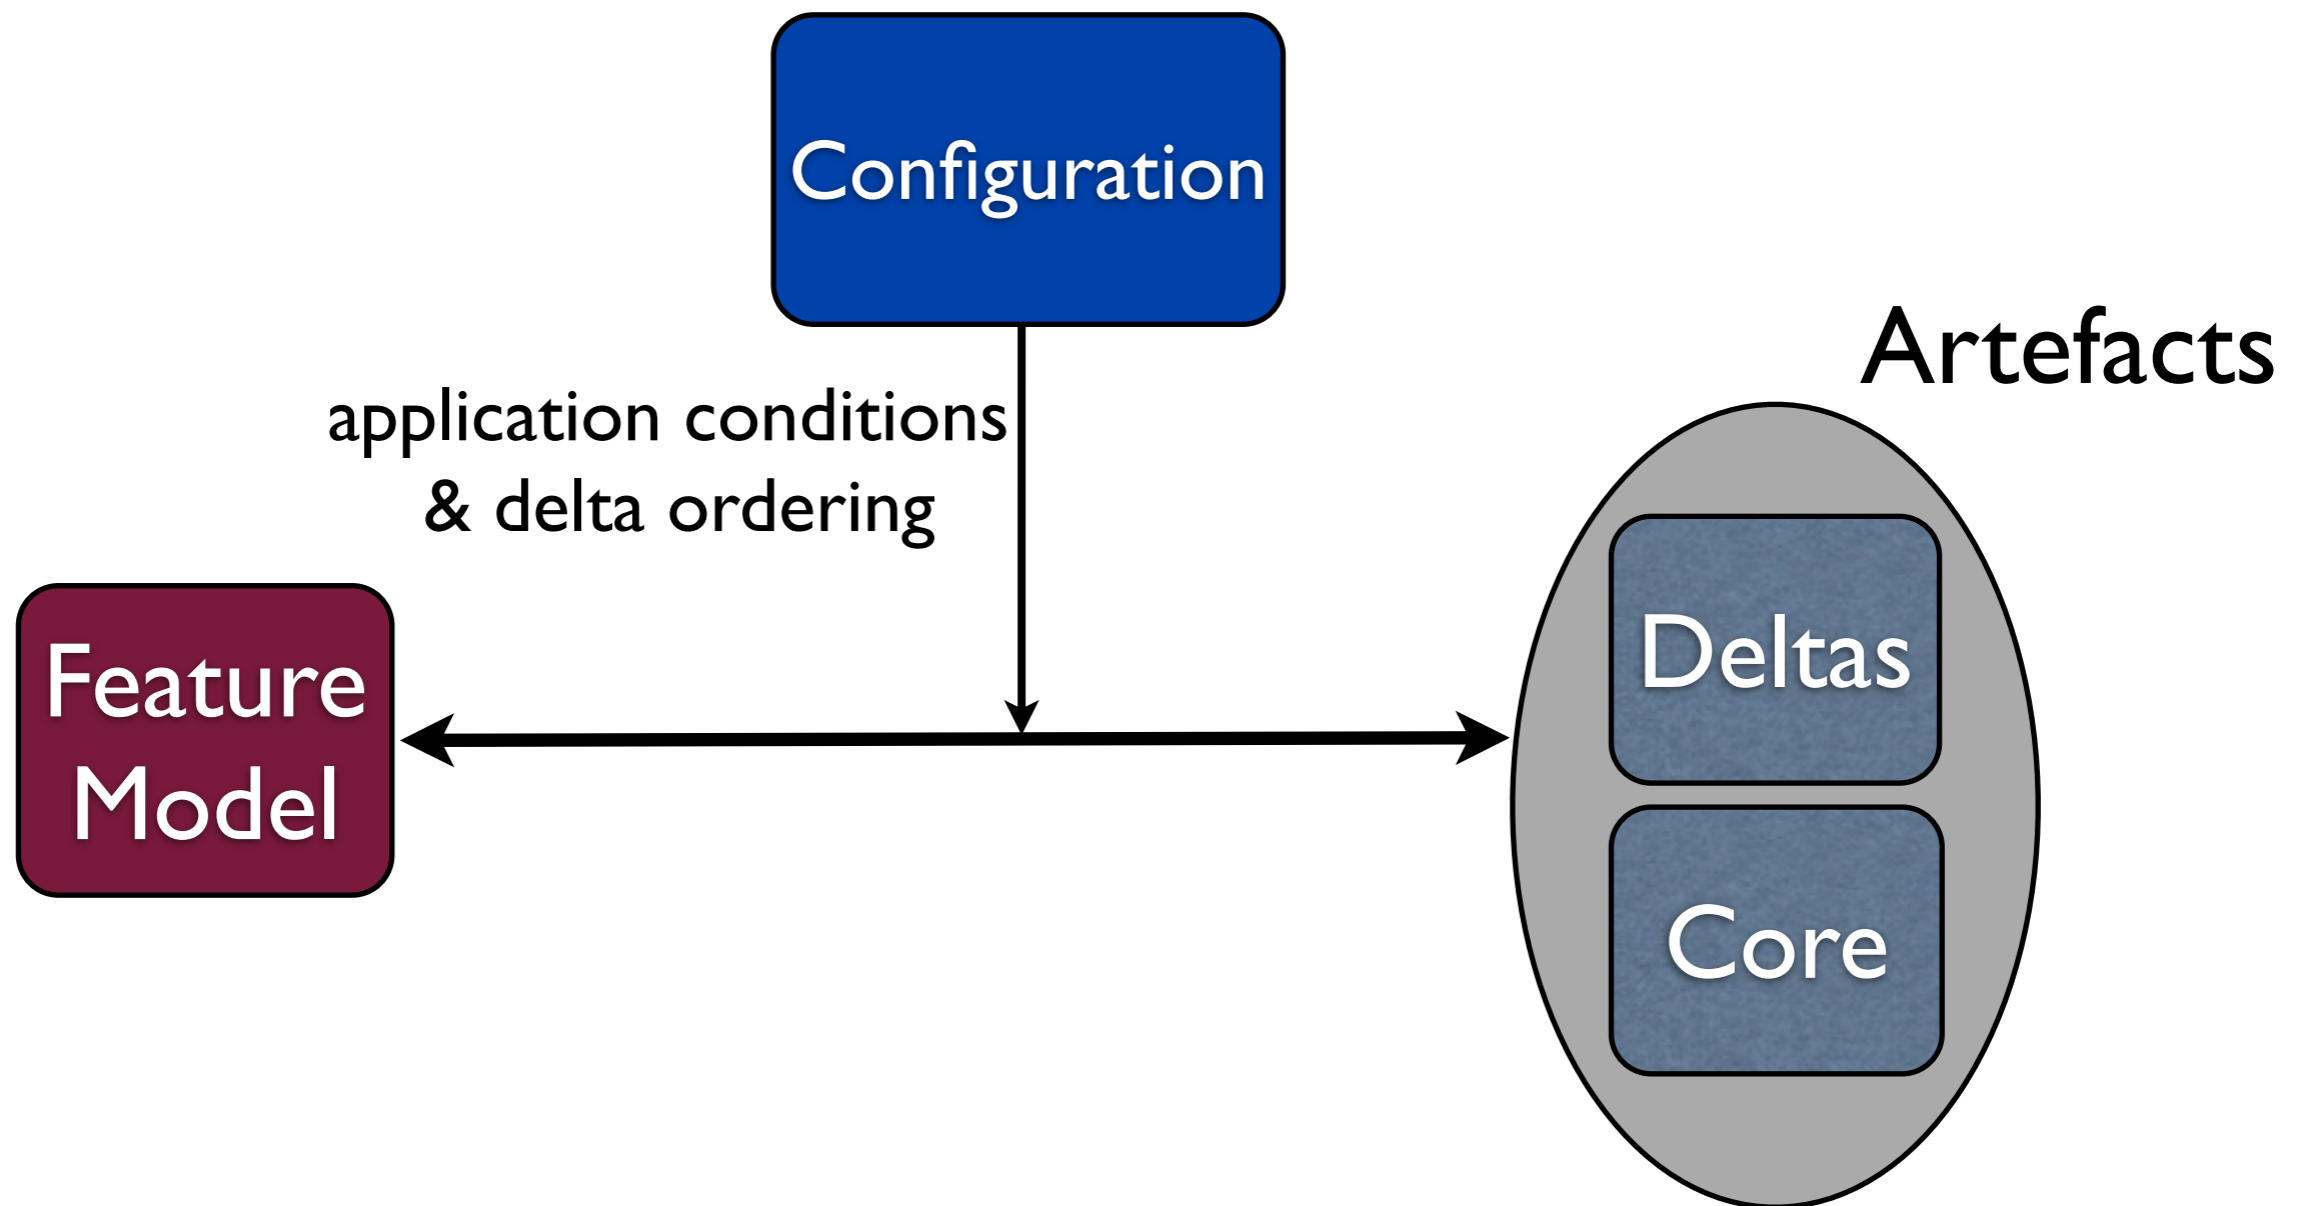 Configuration
Artefacts
application conditions
& delta ordering
Feature
Model
Deltas
Core